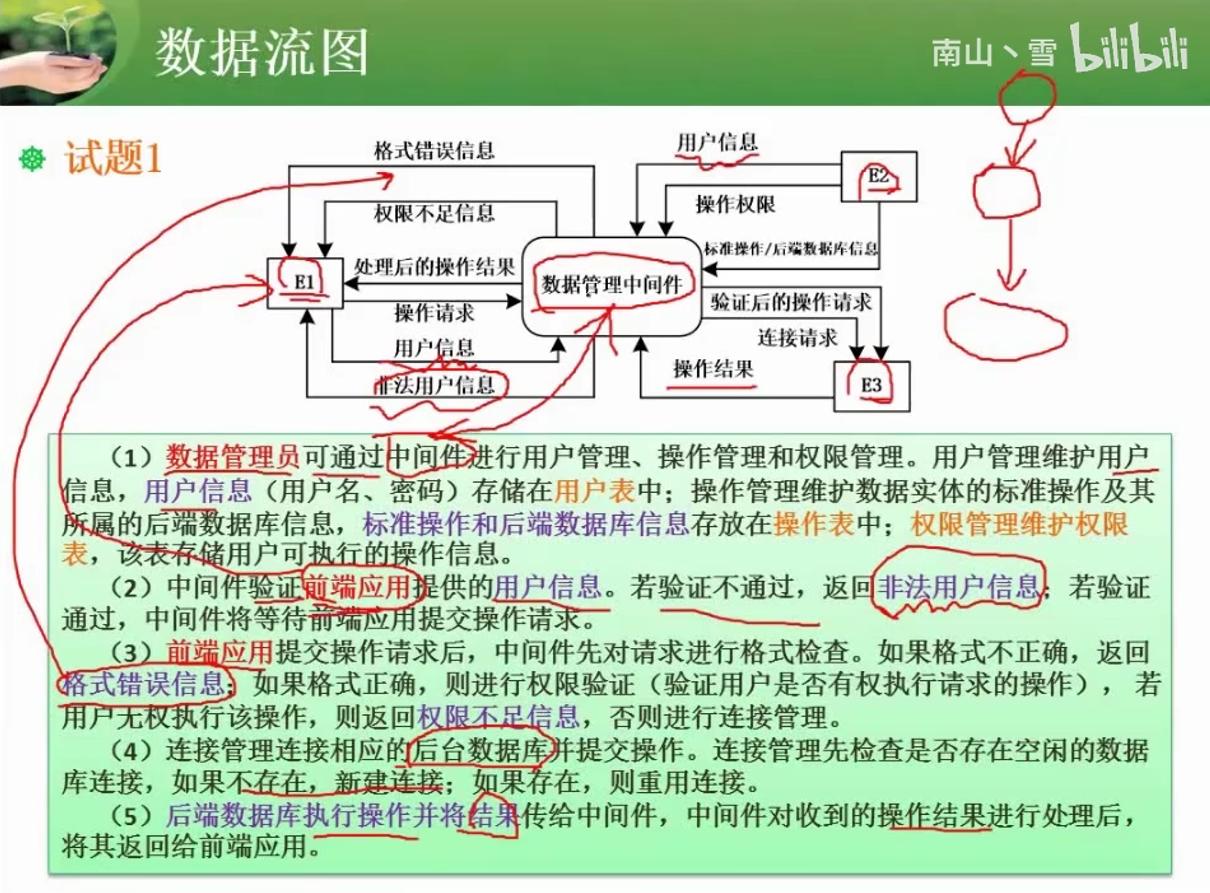 数据流图
南山丶雪 bilibili
试题1
格式错误信息
用户信息
E2
权限不足信息
操作权限
标准操作/后端数据库信息
处理后的操作结果
E1
数据管理中间件
验证后的操作请求
操作请求
连接请求
用户信息
操作结果
非法用户信息
E3
（1）数据管理员可通过中间件进行用户管理、操作管理和权限管理。用户管理维护用户
信息，用户信息（用户名、密码）存储在用户表中；操作管理维护数据实体的标准操作及其
所属的后端数据库信息，标准操作和后端数据库信息存放在操作表中；权限管理维护权限
表，该表存储用户可执行的操作信息。
（2）中间件验证前端应用提供的用户信息。若验证不通过，返回非法用户信息；若验证
通过，中间件将等待前端应用提交操作请求。
（3）前端应用提交操作请求后，中间件先对请求进行格式检查。如果格式不正确，返回
格式错误信息；如果格式正确，则进行权限验证（验证用户是否有权执行请求的操作），若
用户无权执行该操作，则返回权限不足信息，否则进行连接管理。
（4）连接管理连接相应的后台数据库并提交操作。连接管理先检查是否存在空闲的数据
库连接，如果不存在，新建连接；如果存在，则重用连接。
（5）后端数据库执行操作并将结果传给中间件，中间件对收到的操作结果进行处理后，
将其返回给前端应用。